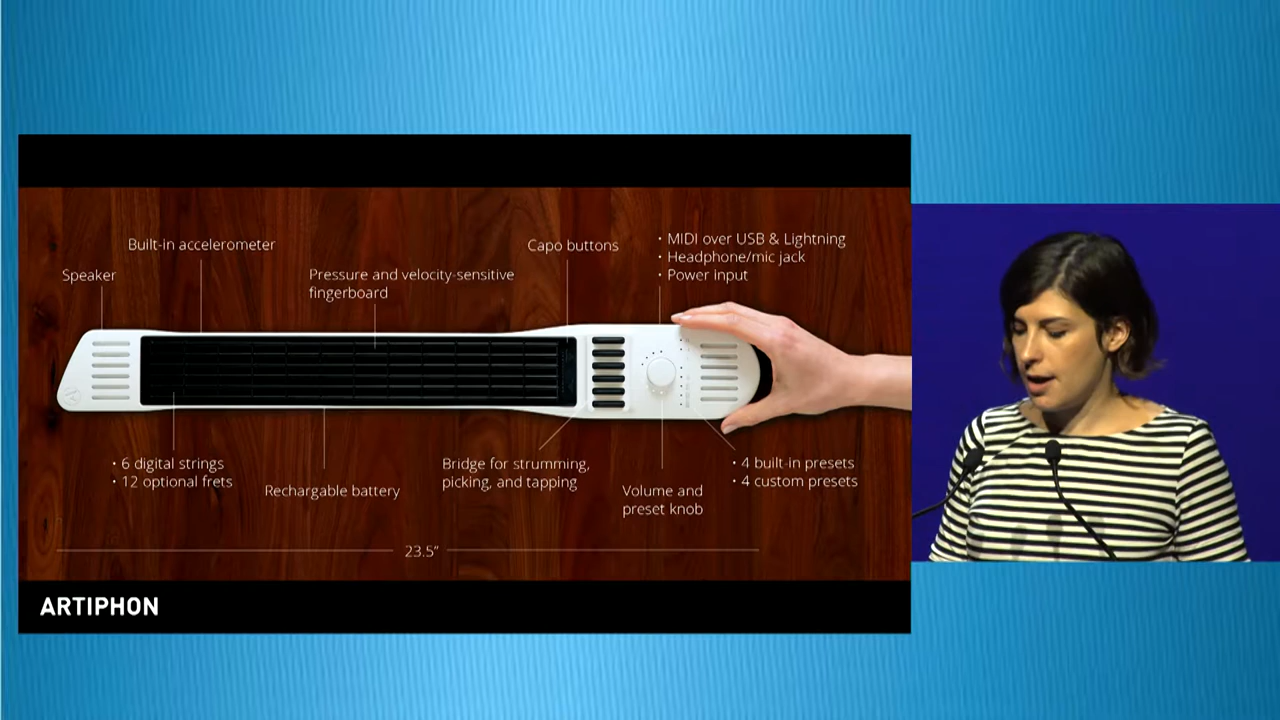 Built-in accelerometer
Capo buttons
• MIDI over USB & Lightning
• Headphone/mic jack
• Power input
Speaker
Pressure and velocity-sensitive
fingerboard
• 6 digital strings
• 12 optional frets
Rechargable battery
Bridge for strumming,
picking, and tapping
Volume and
preset knob
• 4 built-in presets
• 4 custom presets
23.5"
ARTIPHON